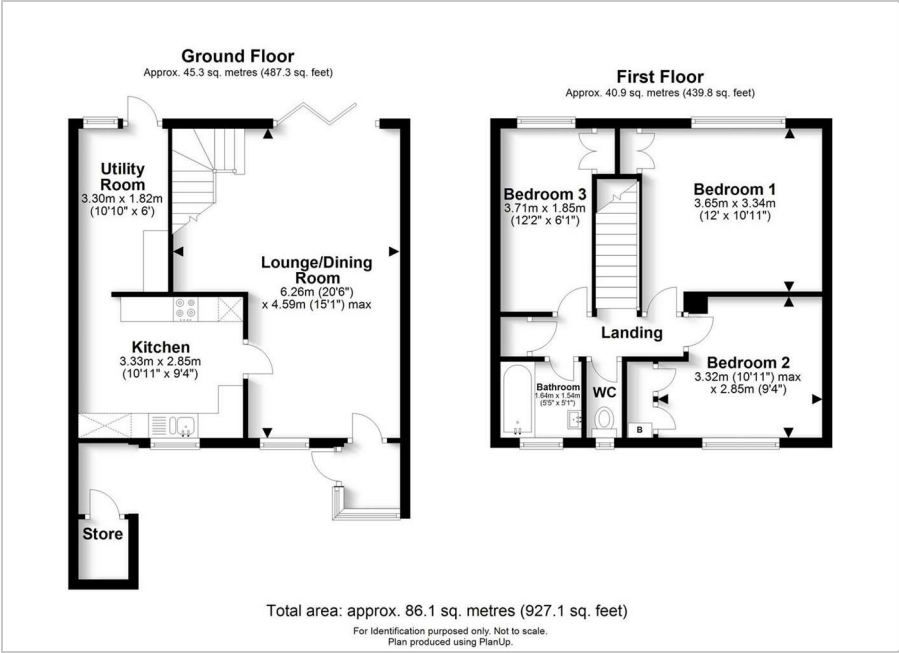 Ground Floor
Approx. 45.3 sq. metres (487.3 sq. feet)
Utility
Room
3.30m x 1.82m
(10'10" x 6')
Lounge/Dining
Room
6.26m (20'6")
x 4.59m (15'1") max
Kitchen
3.33m x 2.85m
(10'11" x 9'4")
Store
First Floor
Approx. 40.9 sq. metres (439.8 sq. feet)
Bedroom 3
3.71m x 1.85m
(12'2" x 6'1")
Bedroom 1
3.65m x 3.34m
(12' x 10'11")
Landing
Bedroom 2
3.32m (10'11") max
x 2.85m (9'4")
Bathroom
1.64m x 1.54m
(5'5" x 5'1")
WC
B
Total area: approx. 86.1 sq. metres (927.1 sq. feet)
For Identification purposed only. Not to scale.
Plan produced using PlanUp.